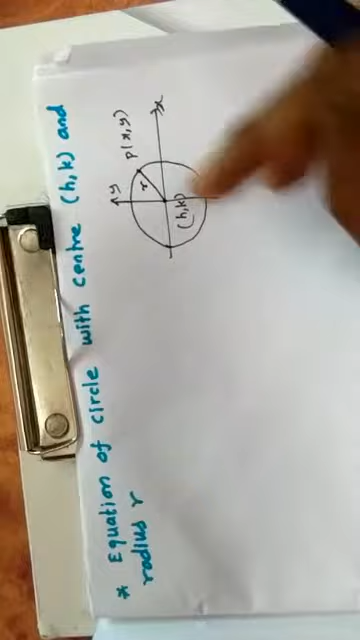 * Equation of circle with centre (h,k) and
radius r
y
P(x,y)
r
x
(h,k)